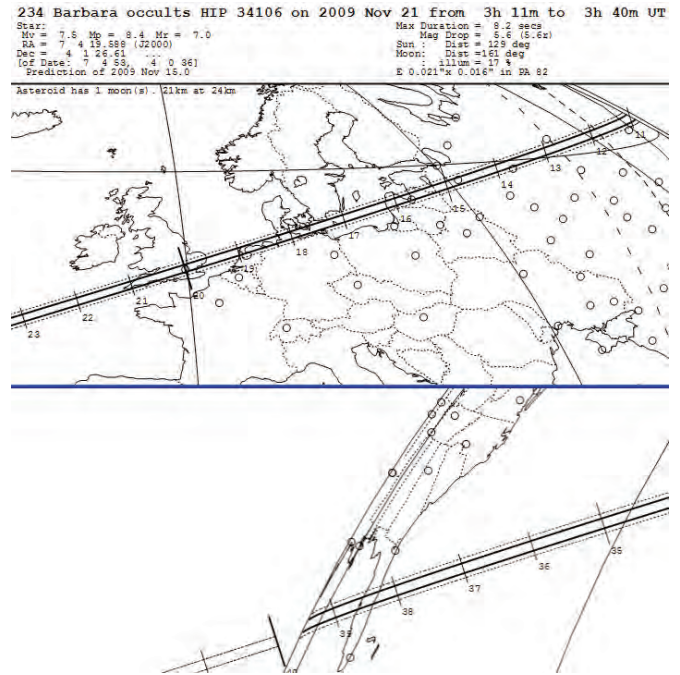 234 Barbara occults HIP 34106 on 2009 Nov 21 from 3h 11m to 3h 40m UT
Star:
Mv = 7.5 Mp = 8.4 Mr = 7.0
RA = 7 4 19.588 (J2000)
Dec = 4 1 26.61 ...
[of Date: 7 4 53, 4 0 36]
Prediction of 2009 Nov 15.0
Max Duration = 8.2 secs
Mag Drop = 5.6 (5.6r)
Sun : Dist = 129 deg
Moon: Dist =161 deg
: illum = 17 %
E 0.021"x 0.016" in PA 82
Asteroid has 1 moon(s). 21km at 24km
11
12
13
14
15
16
17
18
19
20
21
22
23
35
36
37
38
39